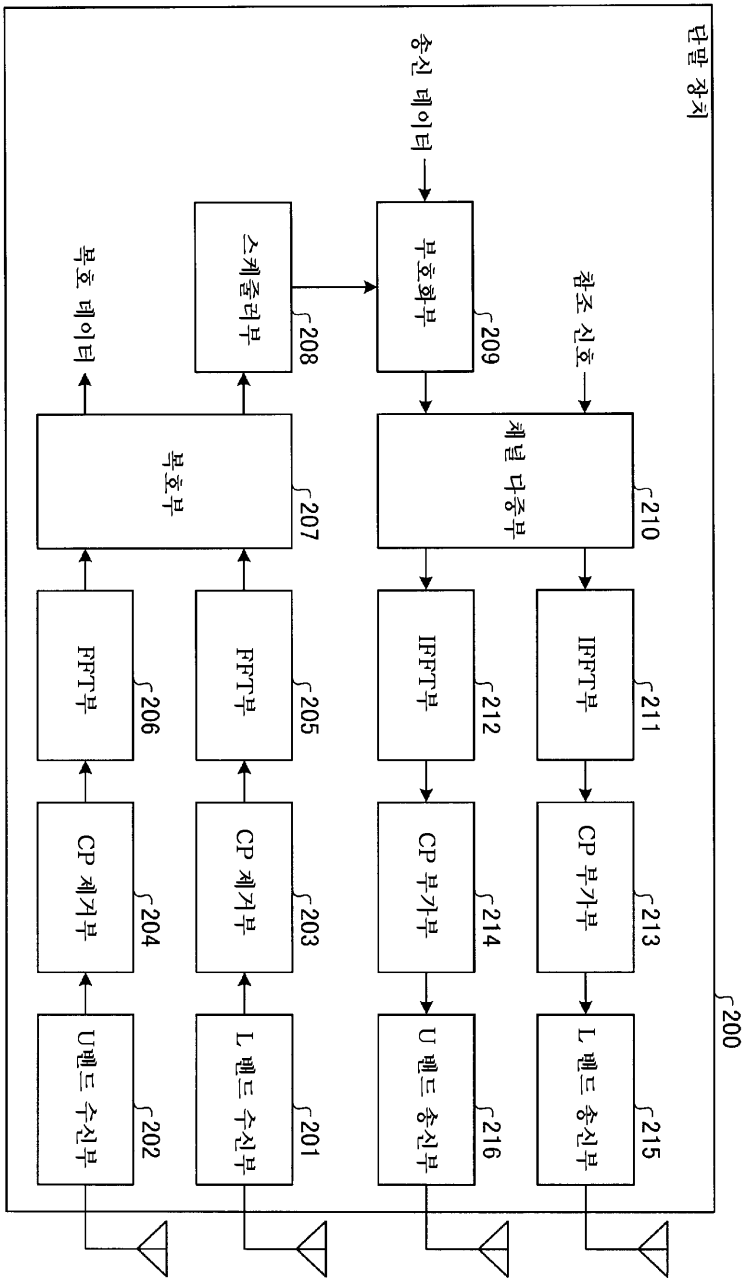 단말 장치
200
참조 신호
채널 다중부
210
IFFT부
211
CP 부가부
213
L 밴드 송신부
215
송신 데이터
부호화부
209
IFFT부
212
CP 부가부
214
U 밴드 송신부
216
스케줄러부
208
FFT부
205
CP 제거부
203
L 밴드 수신부
201
복호 데이터
복호부
207
FFT부
206
CP 제거부
204
U밴드 수신부
202